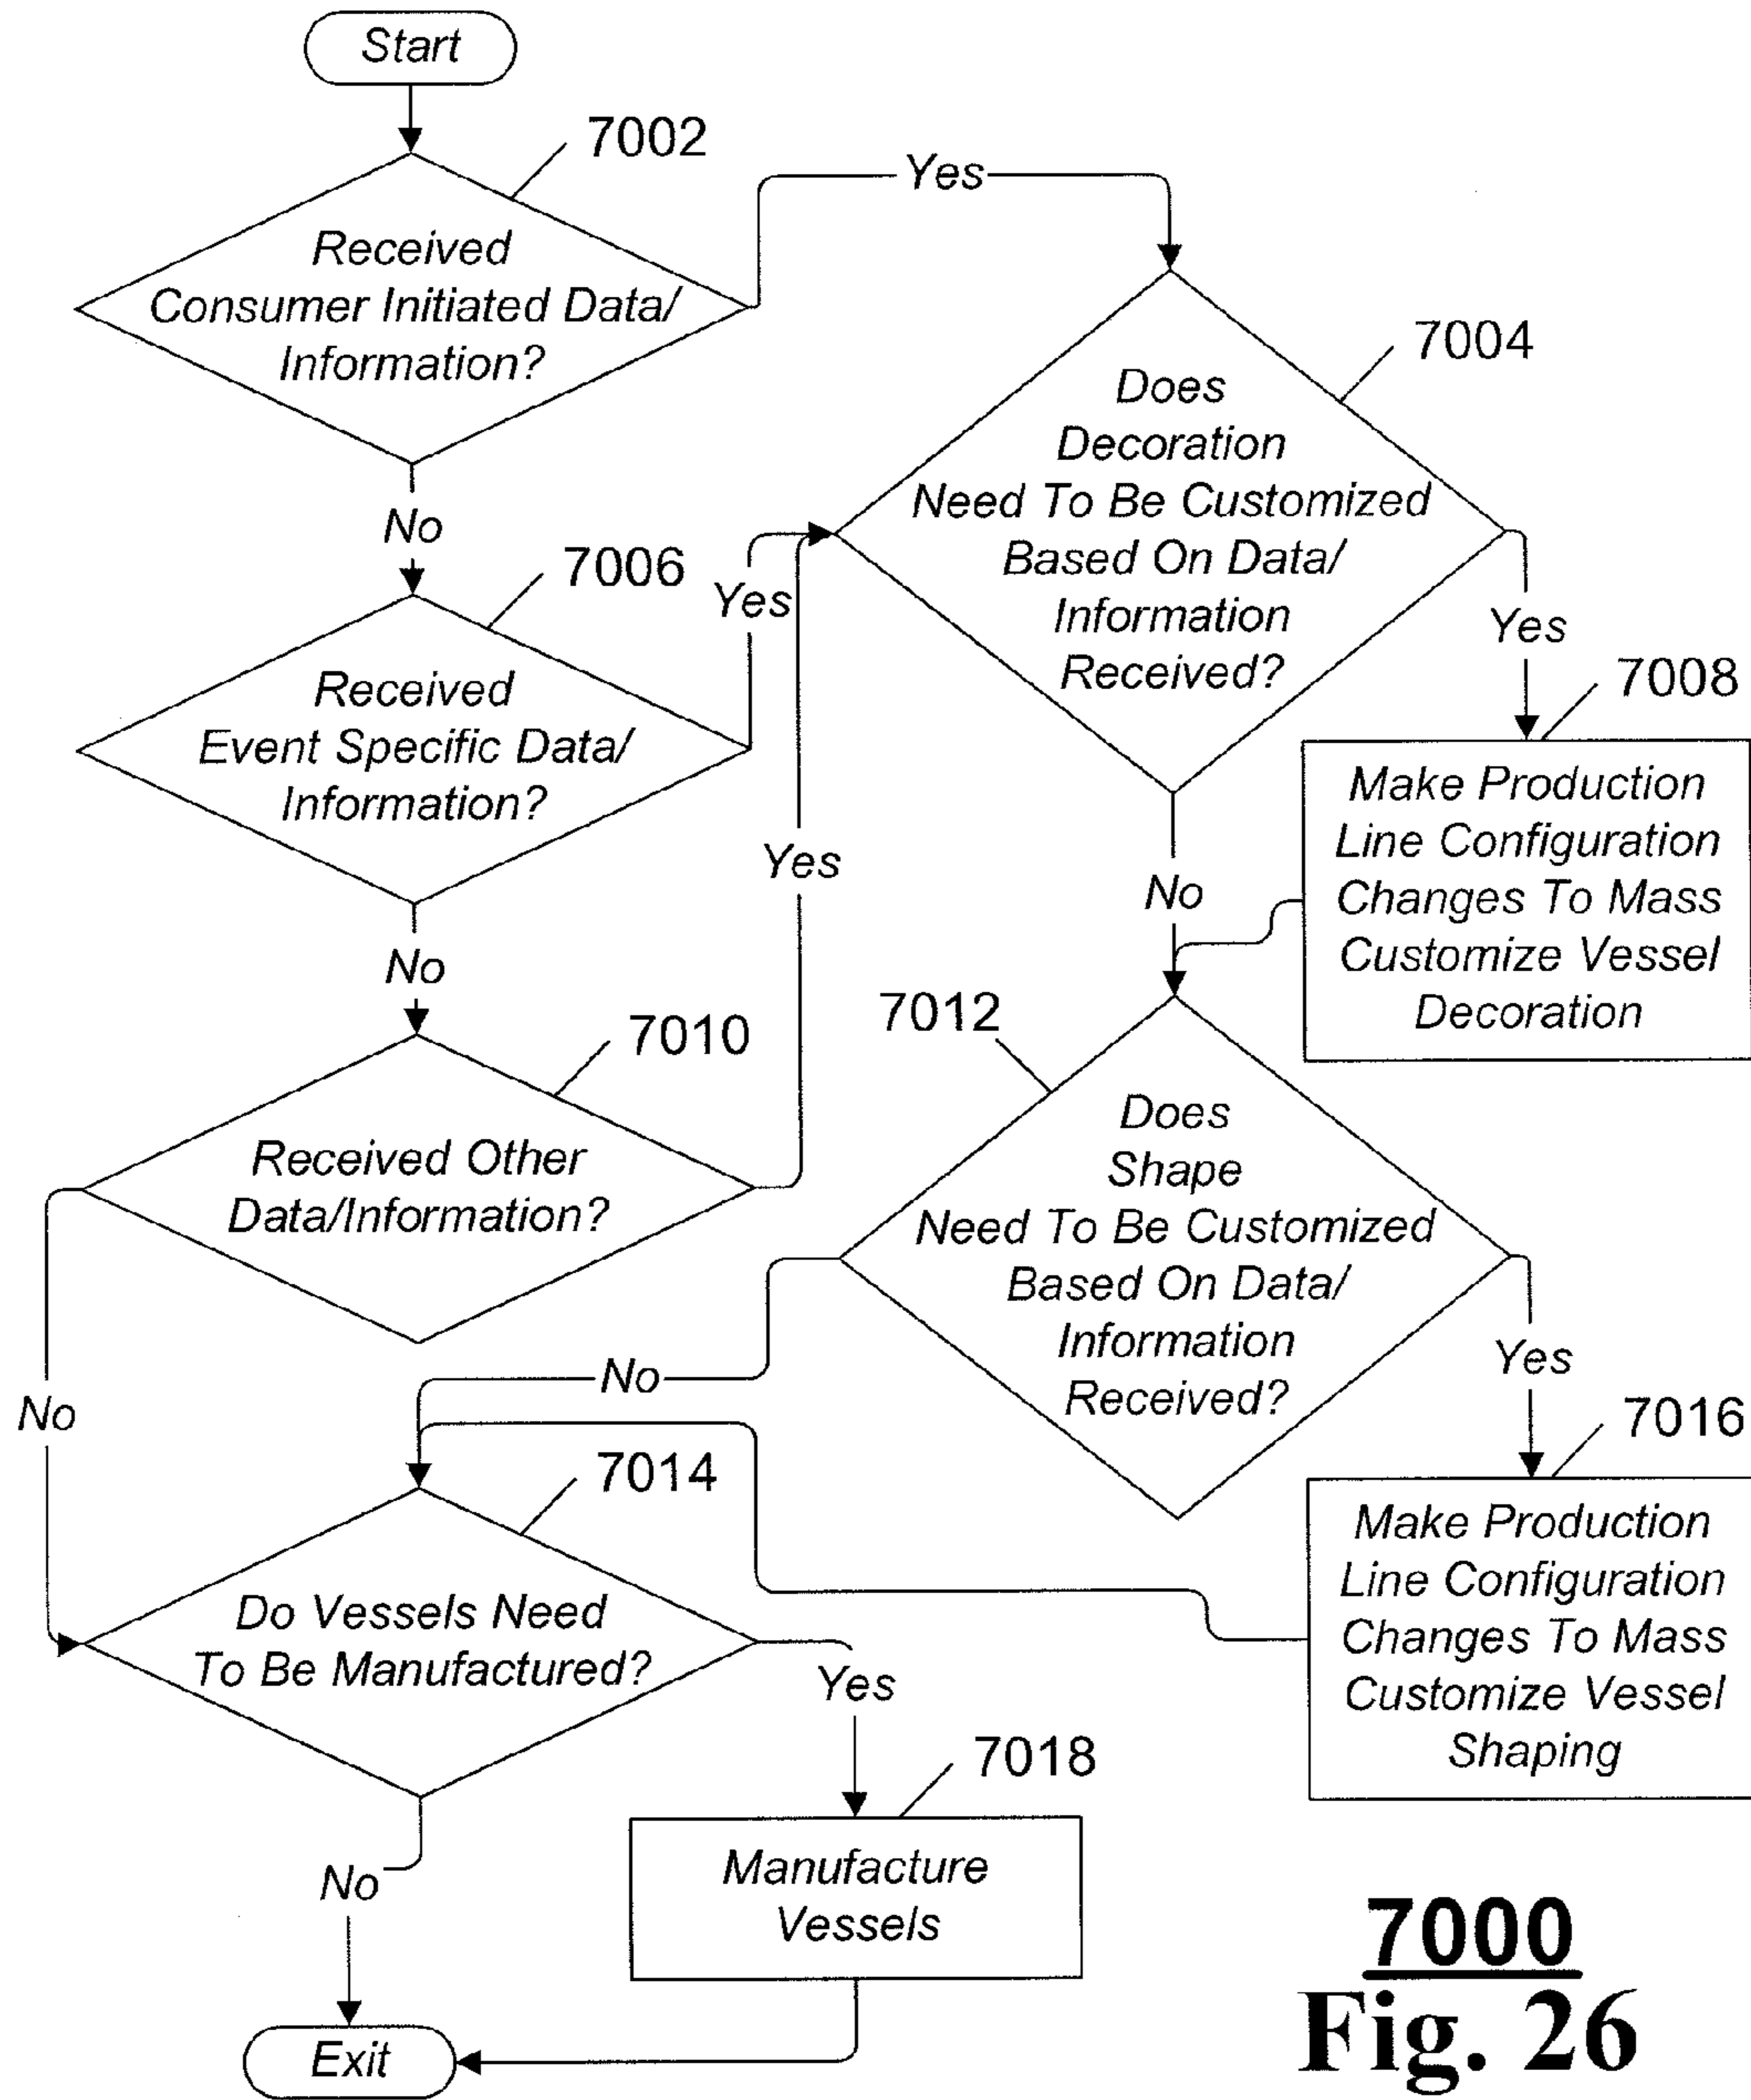 Start
7002
Received
Consumer Initiated Data/
Information?
Yes
No
7004
Does
Decoration
Need To Be Customized
Based On Data/
Information
Received?
Yes
No
7006
Received
Event Specific Data/
Information?
Yes
No
7008
Make Production
Line Configuration
Changes To Mass
Customize Vessel
Decoration
7010
Received Other
Data/Information?
Yes
No
7012
Does
Shape
Need To Be Customized
Based On Data/
Information
Received?
Yes
No
7014
Do Vessels Need
To Be Manufactured?
Yes
No
7016
Make Production
Line Configuration
Changes To Mass
Customize Vessel
Shaping
7018
Manufacture
Vessels
Exit
7000
Fig. 26